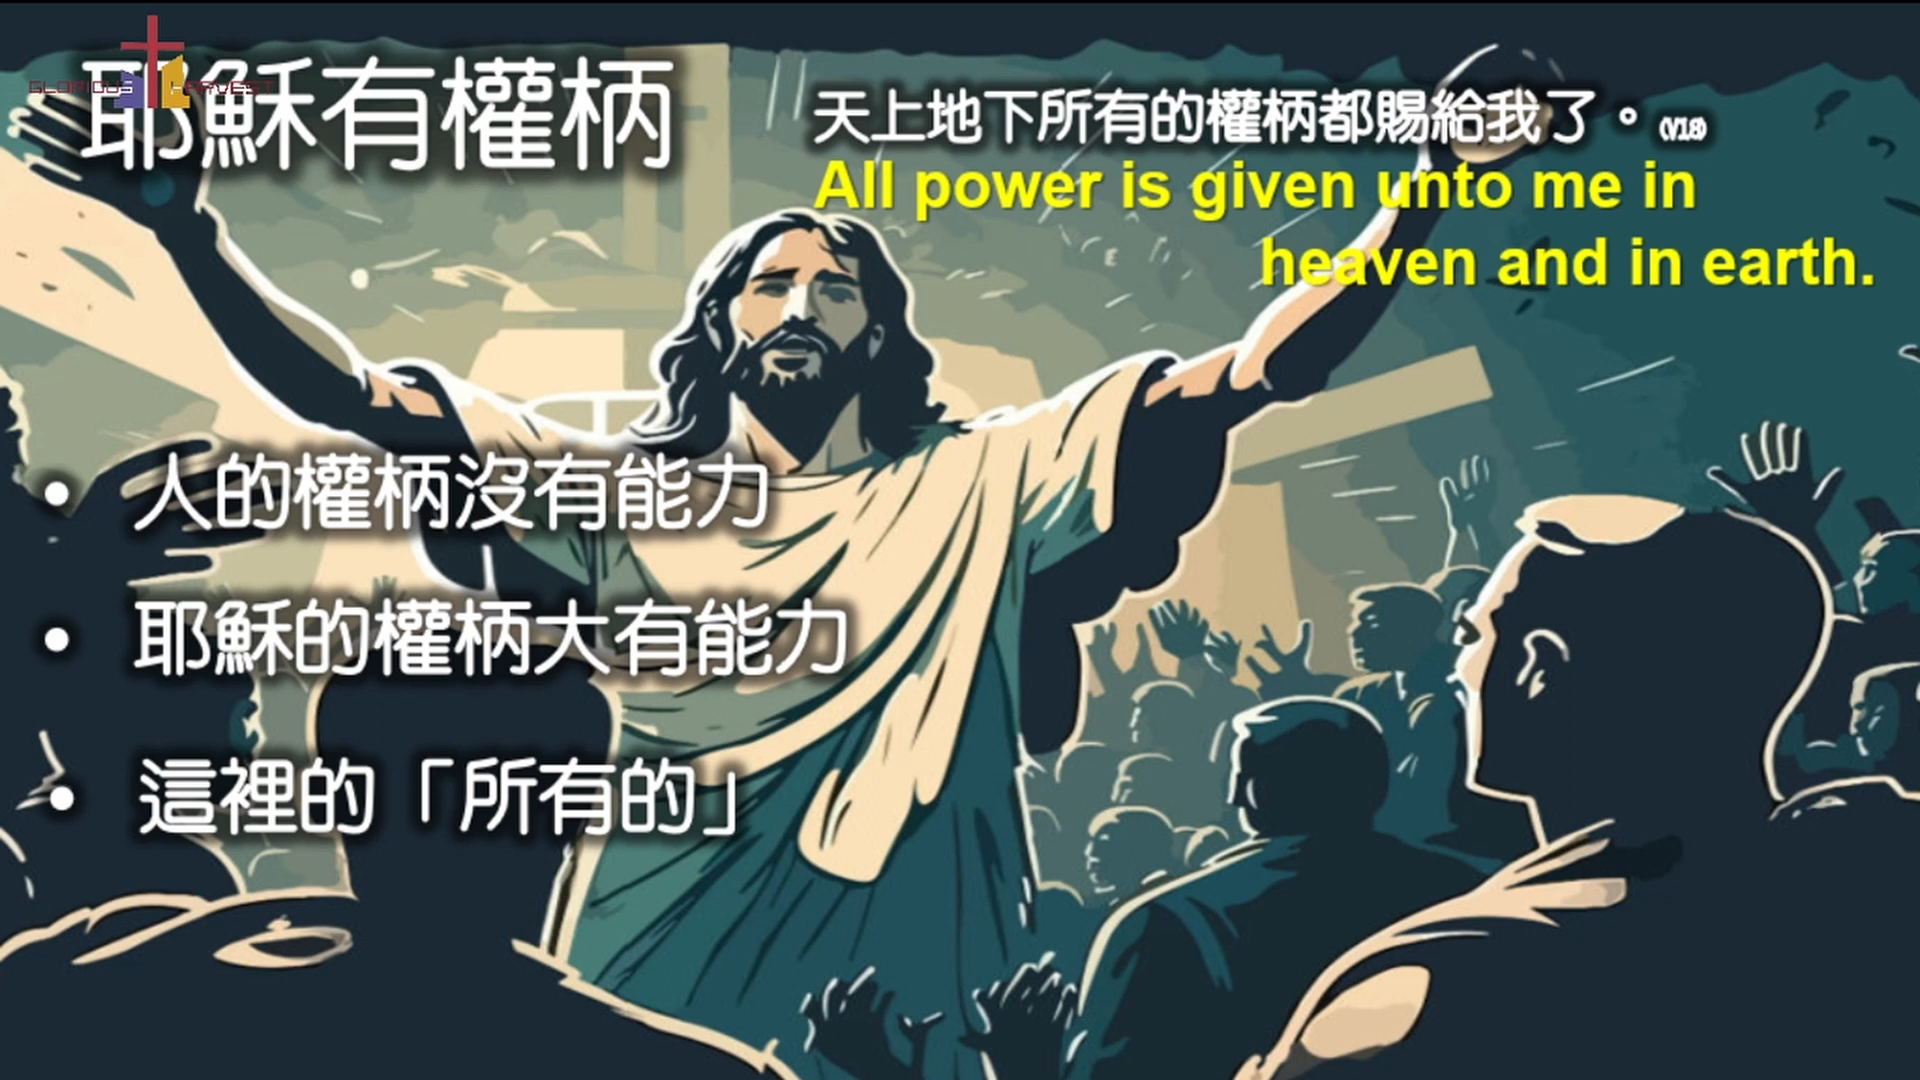 GLORIOUS HARVEST
耶穌有權柄
天上地下所有的權柄都賜給我了。(V18)
All power is given unto me in
heaven and in earth.
• 人的權柄沒有能力
• 耶穌的權柄大有能力
• 這裡的「所有的」